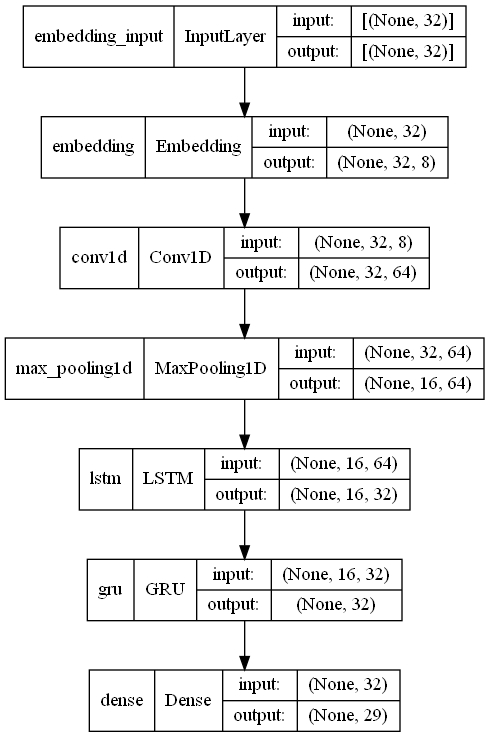 embedding_input InputLayer input: [(None, 32)]
output: [(None, 32)]
embedding Embedding input: (None, 32)
output: (None, 32, 8)
conv1d Conv1D input: (None, 32, 8)
output: (None, 32, 64)
max_pooling1d MaxPooling1D input: (None, 32, 64)
output: (None, 16, 64)
lstm LSTM input: (None, 16, 64)
output: (None, 16, 32)
gru GRU input: (None, 16, 32)
output: (None, 32)
dense Dense input: (None, 32)
output: (None, 29)